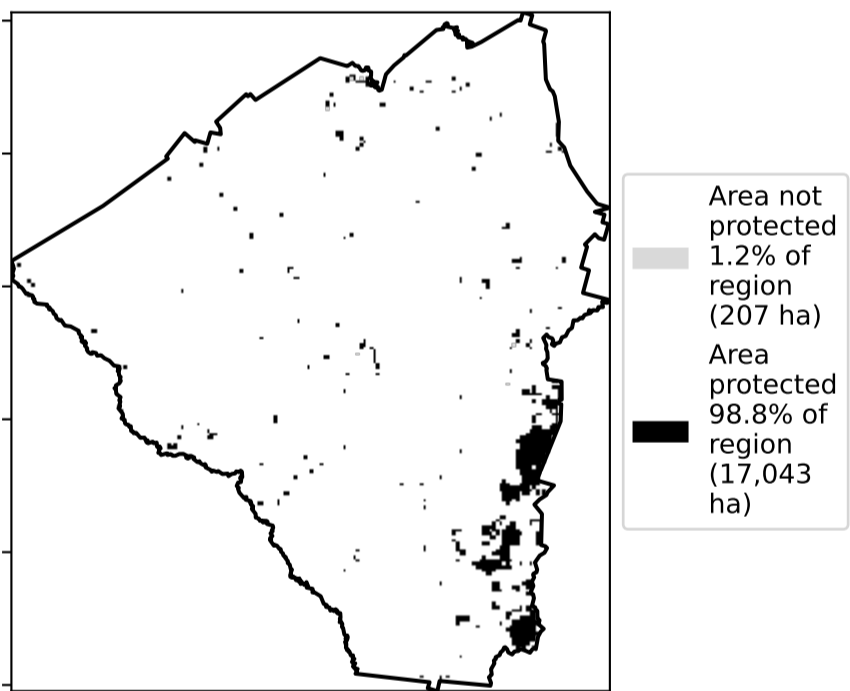 Area not
protected
1.2% of
region
(207 ha)
Area
protected
98.8% of
region
(17,043
ha)